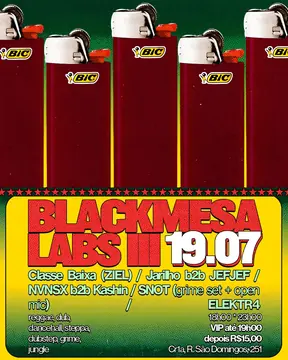 BIC
BIC
BIC
BIC
BIC
BLACKMESA
LABS III 19.07
Classe Baixa (ZIEL) / Jarilho b2b JEFJEF /
NVNSX b2b Kashin / SNOT (grime set + open
mic) / ELEKTR4
reggae, dub, 18h00 - 23h00
dancehall, steppa, VIP até 19h00
dubstep, grime, depois R$15,00
jungle Gr1a, R. São Domingos, 251